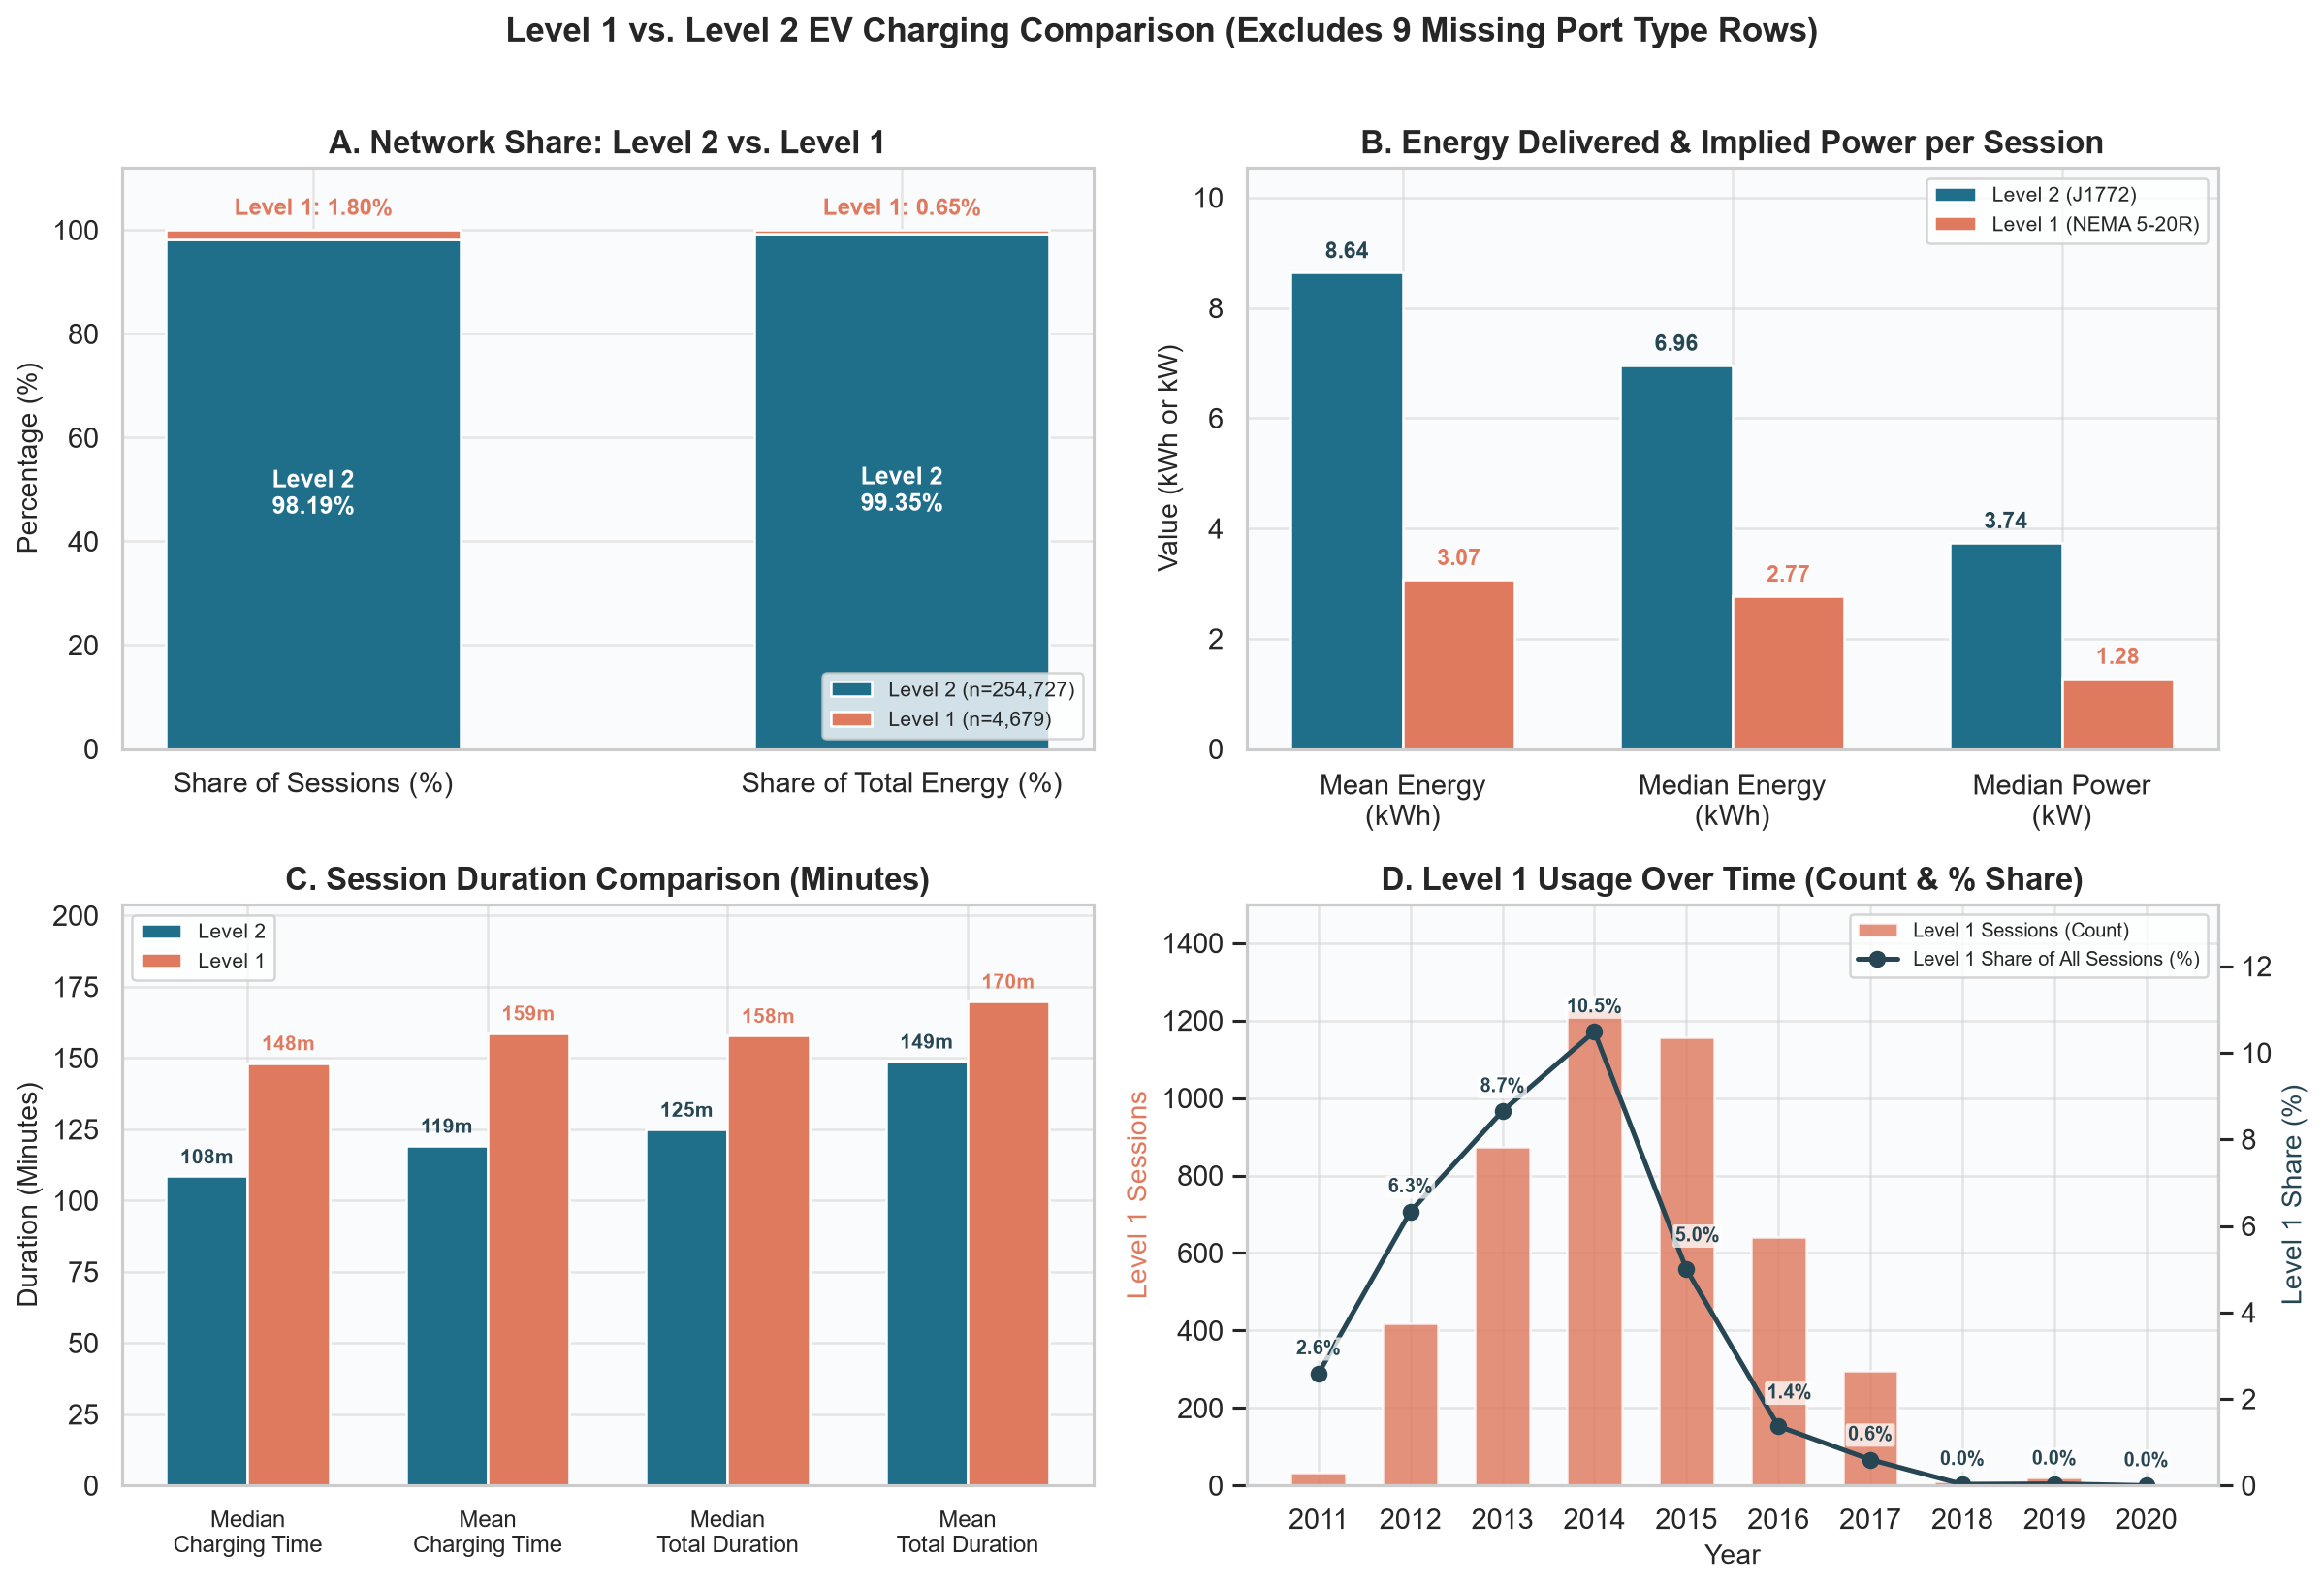 Level 1 vs. Level 2 EV Charging Comparison (Excludes 9 Missing Port Type Rows)
A. Network Share: Level 2 vs. Level 1
Percentage (%)
100
80
60
40
20
0
Level 1: 1.80%
Level 1: 0.65%
Level 2
98.19%
Level 2
99.35%
Level 2 (n=254,727)
Level 1 (n=4,679)
Share of Sessions (%)
Share of Total Energy (%)
B. Energy Delivered & Implied Power per Session
Value (kWh or kW)
10
8
6
4
2
0
Level 2 (J1772)
Level 1 (NEMA 5-20R)
8.64
3.07
6.96
2.77
3.74
1.28
Mean Energy
(kWh)
Median Energy
(kWh)
Median Power
(kW)
C. Session Duration Comparison (Minutes)
Duration (Minutes)
200
175
150
125
100
75
50
25
0
Level 2
Level 1
108m
148m
119m
159m
125m
158m
149m
170m
Median
Charging Time
Mean
Charging Time
Median
Total Duration
Mean
Total Duration
D. Level 1 Usage Over Time (Count & % Share)
Level 1 Sessions
1400
1200
1000
800
600
400
200
0
Level 1 Sessions (Count)
Level 1 Share of All Sessions (%)
2.6%
6.3%
8.7%
10.5%
5.0%
1.4%
0.6%
0.0%
0.0%
0.0%
12
10
8
6
4
2
0
Level 1 Share (%)
2011
2012
2013
2014
2015
2016
2017
2018
2019
2020
Year